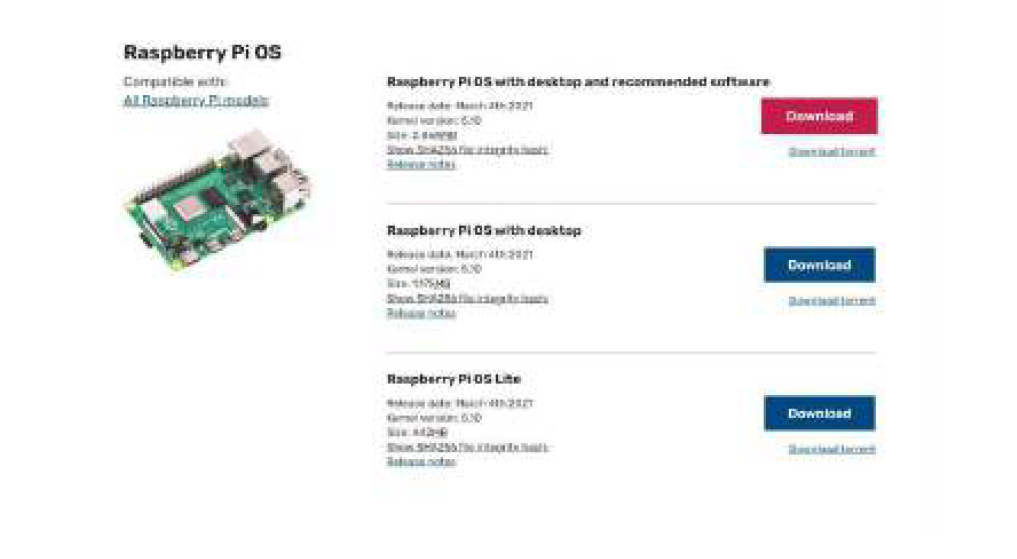 Raspberry Pi OS
Compatible with:
All Raspberry Pi models
Raspberry Pi OS with desktop and recommended software
Release date: March 4th 2021
Kernel version: 5.10
Size:
Show SHA256 file integrity hash:
Release notes
Download
Download torrent
Raspberry Pi OS with desktop
Release date: March 4th 2021
Kernel version: 5.10
Size: 1175MB
Show SHA256 file integrity hash:
Release notes
Download
Download torrent
Raspberry Pi OS Lite
Release date: March 4th 2021
Kernel version: 5.10
Size: 442MB
Show SHA256 file integrity hash:
Release notes
Download
Download torrent